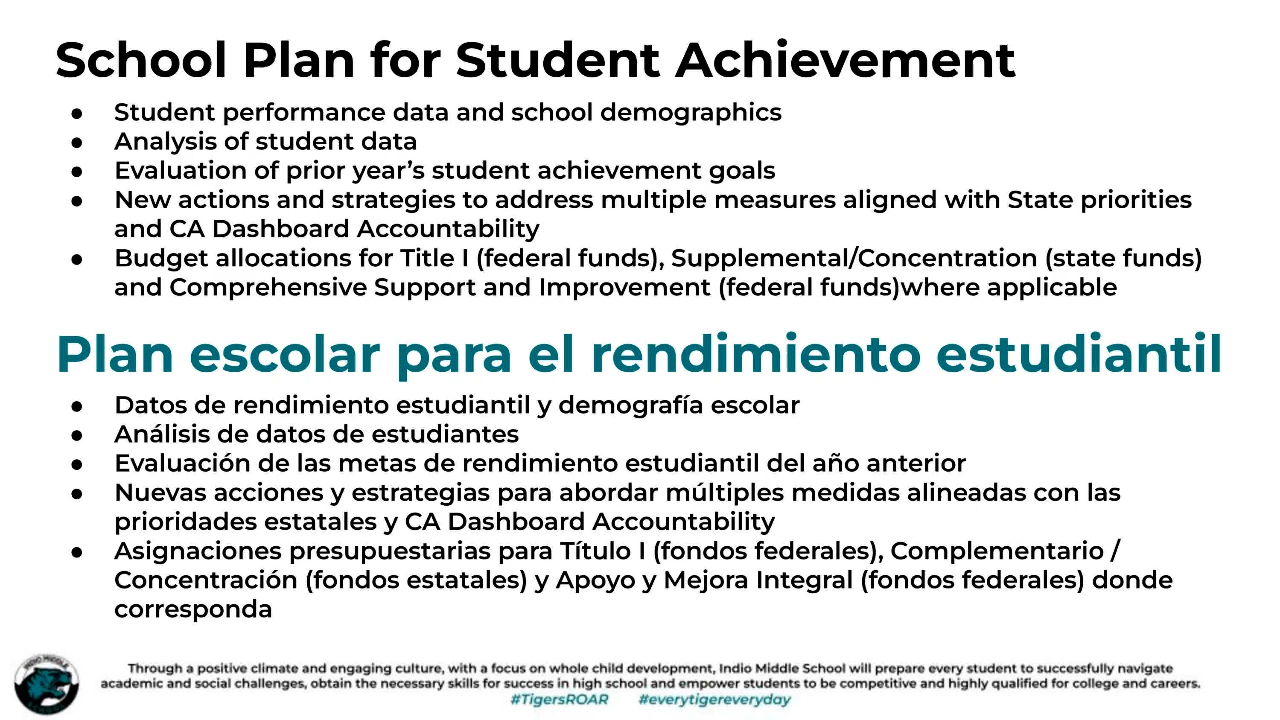 School Plan for Student Achievement
● Student performance data and school demographics
● Analysis of student data
● Evaluation of prior year's student achievement goals
● New actions and strategies to address multiple measures aligned with State priorities
and CA Dashboard Accountability
● Budget allocations for Title I (federal funds), Supplemental/Concentration (state funds)
and Comprehensive Support and Improvement (federal funds)where applicable
Plan escolar para el rendimiento estudiantil
● Datos de rendimiento estudiantil y demografía escolar
● Análisis de datos de estudiantes
● Evaluación de las metas de rendimiento estudiantil del año anterior
● Nuevas acciones y estrategias para abordar múltiples medidas alineadas con las
prioridades estatales y CA Dashboard Accountability
● Asignaciones presupuestarias para Título I (fondos federales), Complementario /
Concentración (fondos estatales) y Apoyo y Mejora Integral (fondos federales) donde
corresponda
INDIO MIDDLE
Through a positive climate and engaging culture, with a focus on whole child development, Indio Middle School will prepare every student to successfully navigate
academic and social challenges, obtain the necessary skills for success in high school and empower students to be competitive and highly qualified for college and careers.
#TigersROAR #everytigereveryday